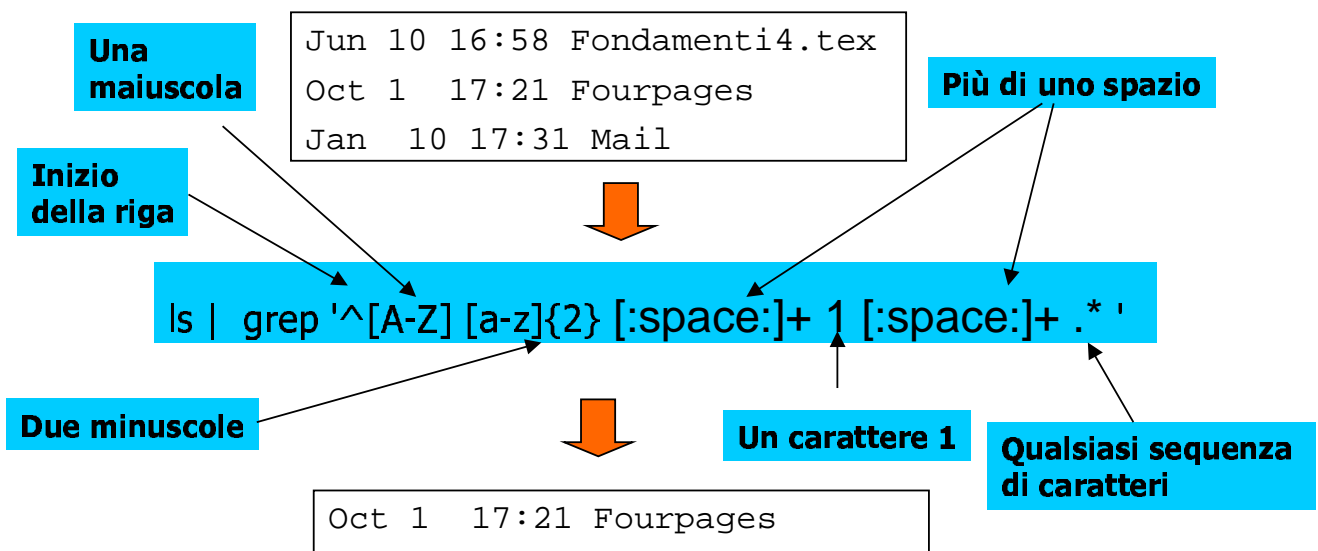 Una
maiuscola
Jun 10 16:58 Fondamenti4.tex
Oct 1  17:21 Fourpages
Jan  10 17:31 Mail
Più di uno spazio
Inizio
della riga
ls |  grep '^[A-Z] [a-z]{2} [:space:]+ 1 [:space:]+ .* '
Due minuscole
Un carattere 1
Qualsiasi sequenza
di caratteri
Oct 1  17:21 Fourpages